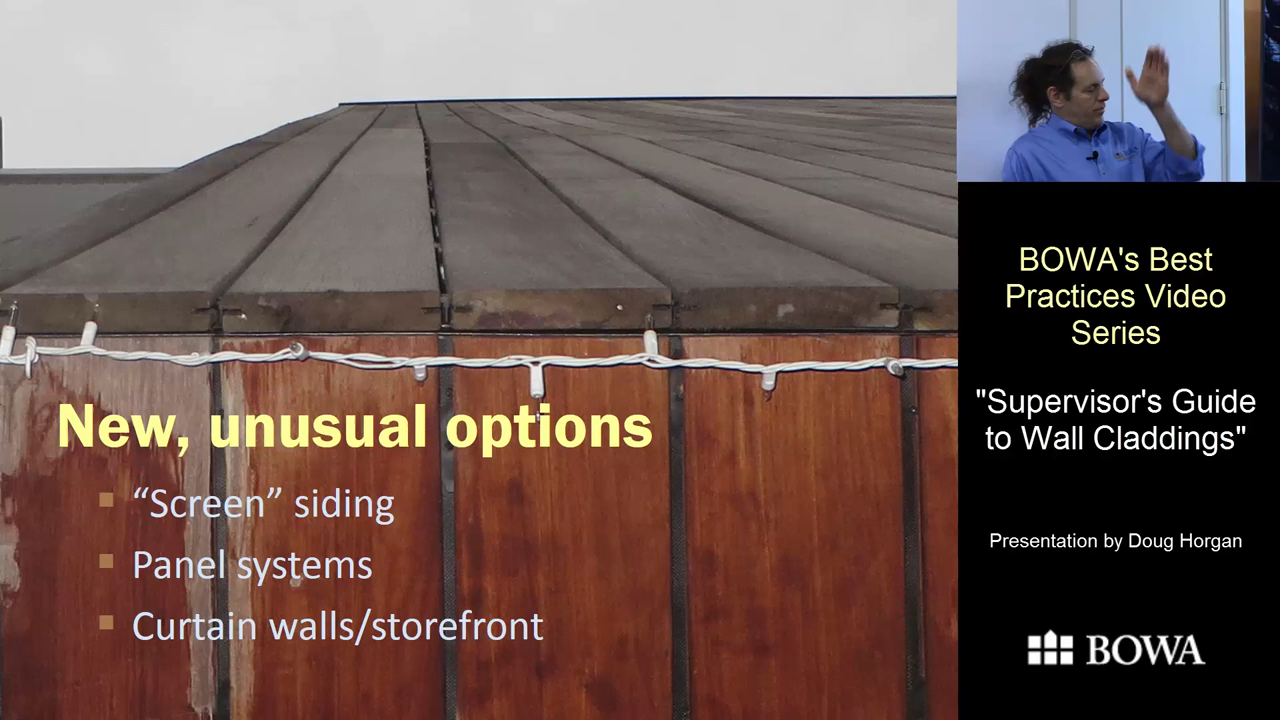 New, unusual options
“Screen” siding
Panel systems
Curtain walls/storefront
BOWA's Best
Practices Video
Series
"Supervisor's Guide
to Wall Claddings"
Presentation by Doug Horgan
BOWA